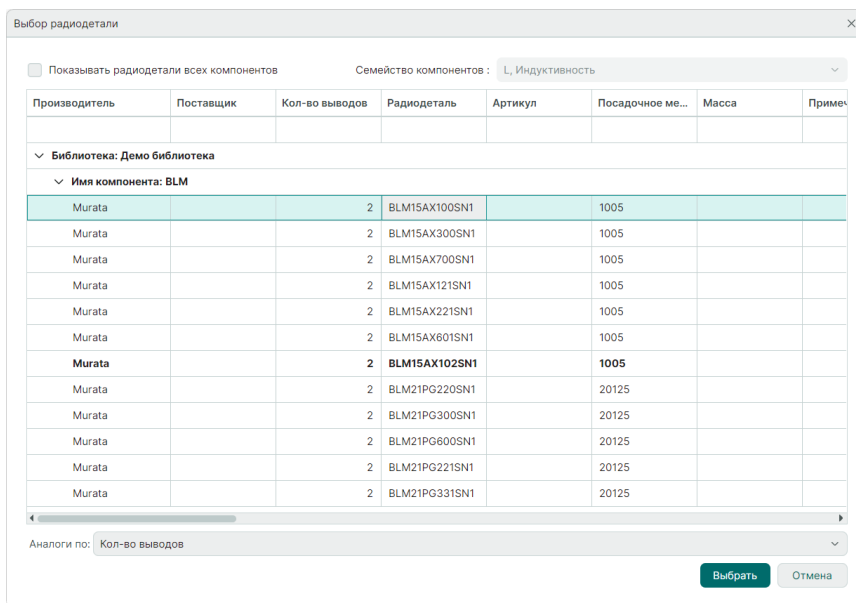 Выбор радиодетали
Показывать радиодетали всех компонентов Семейство компонентов : L, Индуктивность
Производитель Поставщик Кол-во выводов Радиодеталь Артикул Посадочное ме... Масса Примеч
Библиотека: Демо библиотека
Имя компонента: BLM
Murata 2 BLM15AX100SN1 1005
Murata 2 BLM15AX300SN1 1005
Murata 2 BLM15AX700SN1 1005
Murata 2 BLM15AX121SN1 1005
Murata 2 BLM15AX221SN1 1005
Murata 2 BLM15AX601SN1 1005
Murata 2 BLM15AX102SN1 1005
Murata 2 BLM21PG220SN1 20125
Murata 2 BLM21PG300SN1 20125
Murata 2 BLM21PG600SN1 20125
Murata 2 BLM21PG221SN1 20125
Murata 2 BLM21PG331SN1 20125
Аналоги по: Кол-во выводов
Выбрать Отмена